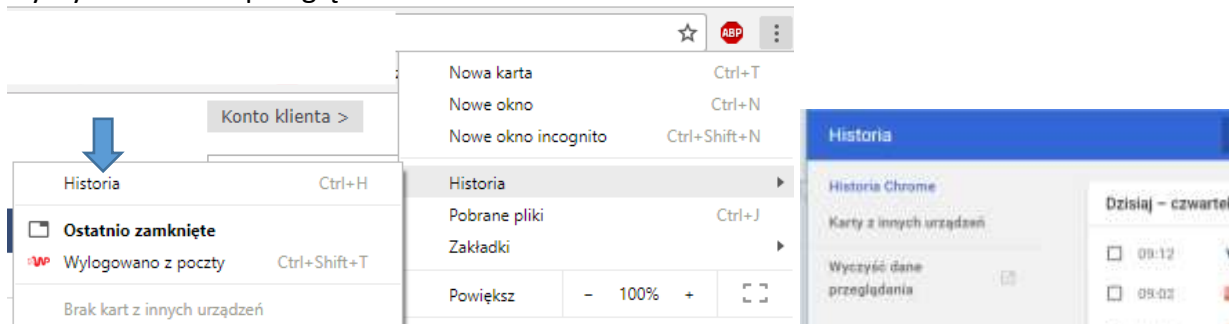 ABP
Nowa karta Ctrl+T
Nowe okno Ctrl+N
Nowe okno incognito Ctrl+Shift+N
Historia
Pobrane pliki Ctrl+J
Zakładki
Powiększ - 100% +
Konto klienta >
Historia Ctrl+H
Ostatnio zamknięte
WP Wylogowano z poczty Ctrl+Shift+T
Brak kart z innych urządzeń
Historia
Historia Chrome
Karty z innych urządzeń
Wyczyść dane
przeglądania
Dzisiaj – czwartek
09:12
09:02